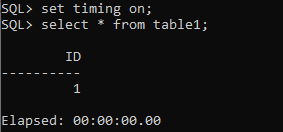 SQL> set timing on;
SQL> select * from table1;
ID
----------
1
Elapsed: 00:00:00.00